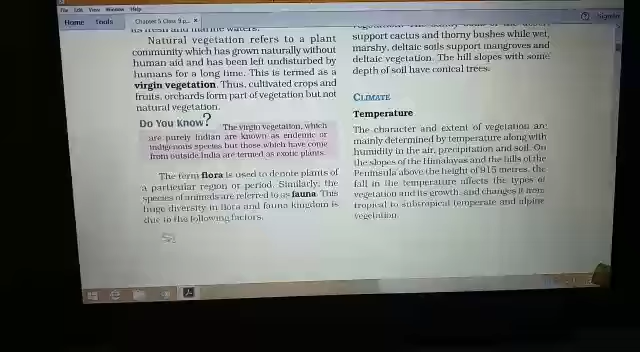 File Edit View Window Help
Home Tools Chapter 5 Class 9.p... ×
Sign In
Natural vegetation refers to a plant
community which has grown naturally without
human aid and has been left undisturbed by
humans for a long time. This is termed as a
virgin vegetation. Thus, cultivated crops and
fruits, orchards form part of vegetation but not
natural vegetation.
Do You Know?
The virgin vegetation, which
are purely Indian are known as endemic or
indigenous species but those which have come
from outside India are termed as exotic plants.
The term flora is used to denote plants of
a particular region or period. Similarly, the
species of animals are referred to as fauna. This
huge diversity in flora and fauna kingdom is
due to the following factors.
support cactus and thorny bushes while wet,
marshy, deltaic soils support mangroves and
deltaic vegetation. The hill slopes with some
depth of soil have conical trees.
CLIMATE
Temperature
The character and extent of vegetation are
mainly determined by temperature along with
humidity in the air, precipitation and soil. On
the slopes of the Himalayas and the hills of the
Peninsula above the height of 915 metres, the
fall in the temperature affects the types of
vegetation and its growth, and changes it from
tropical to subtropical temperate and alpine
vegetation.